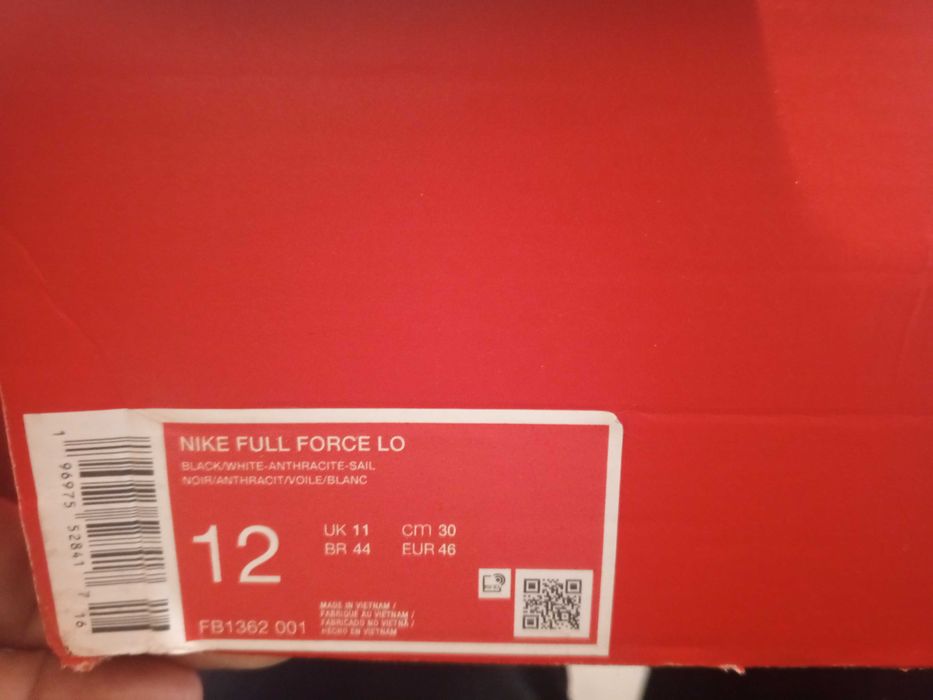 NIKE FULL FORCE LO
BLACK/WHITE-ANTHRACITE-SAIL
NOIR/ANTHRACIT/VOILE/BLANC
12
UK 11 cm 30
BR 44 EUR 46
MADE IN VIETNAM /
FABRIQUE AU VIETNAM /
FABRICADO NO VIETNÃ /
HECHO EN VIETNAM
FB1362 001
1 96975 52841 7 16